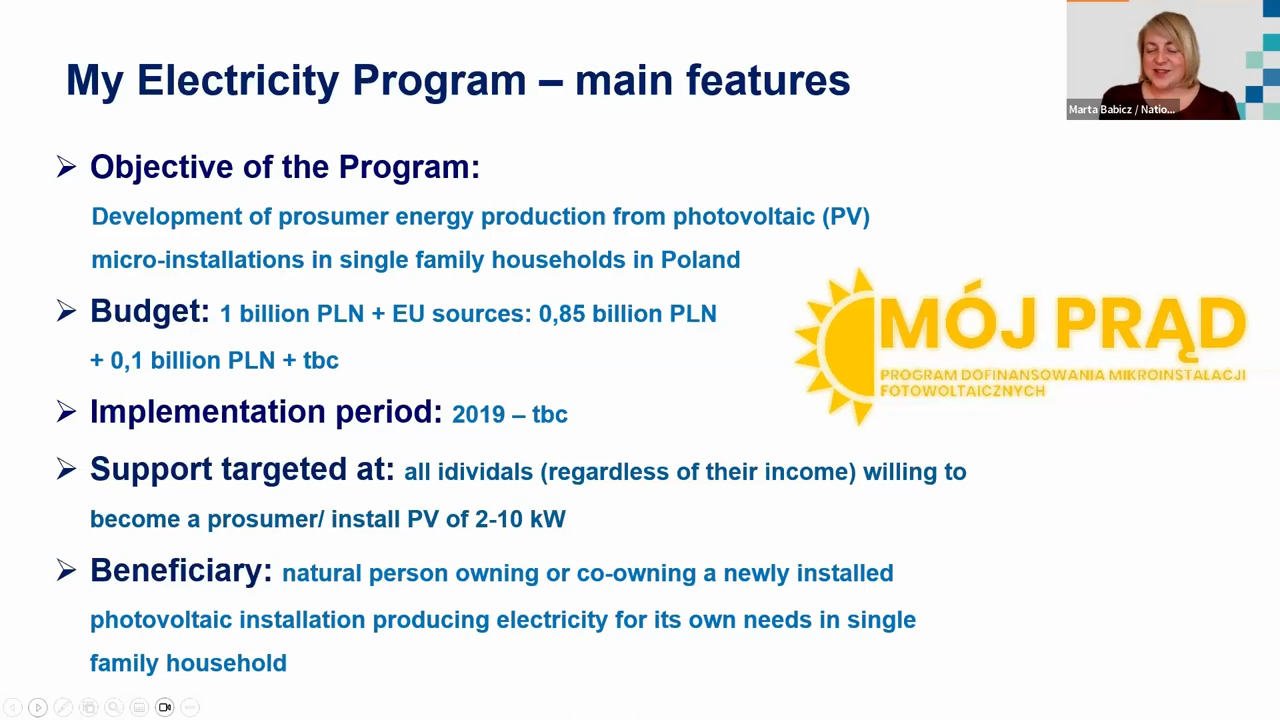 My Electricity Program – main features
Marta Babicz / Natio...
Objective of the Program:
Development of prosumer energy production from photovoltaic (PV)
micro-installations in single family households in Poland
Budget: 1 billion PLN + EU sources: 0,85 billion PLN
+ 0,1 billion PLN + tbc
Implementation period: 2019 – tbc
Support targeted at: all idividals (regardless of their income) willing to
become a prosumer/ install PV of 2-10 kW
Beneficiary: natural person owning or co-owning a newly installed
photovoltaic installation producing electricity for its own needs in single
family household
MÓJ PRĄD
PROGRAM DOFINANSOWANIA MIKROINSTALACJI
FOTOWOLTAICZNYCH